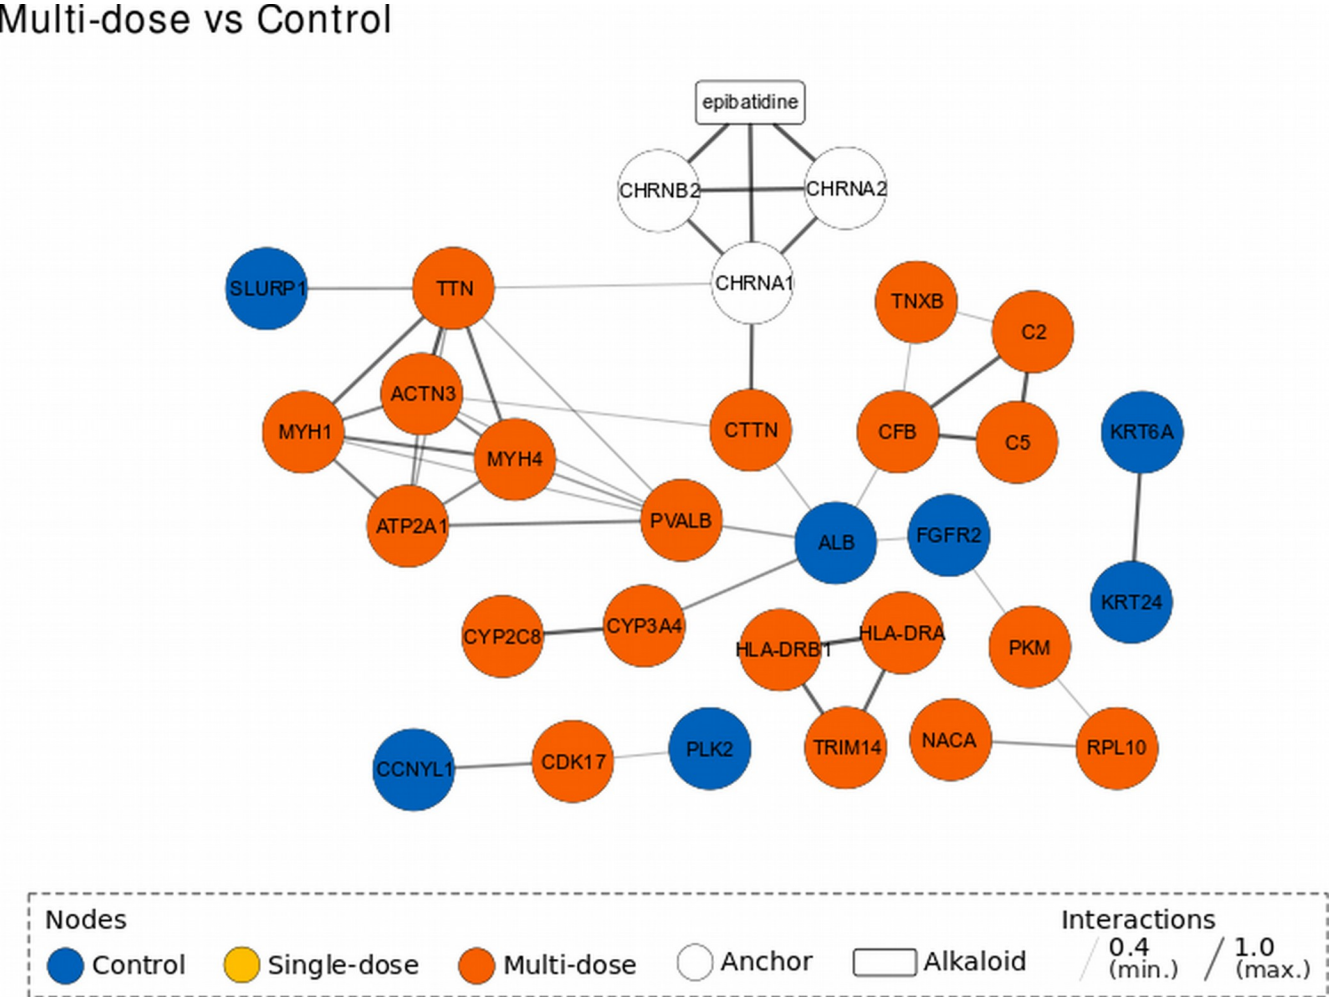 Multi-dose vs Control
epibatidine
CHRNB2
CHRNA2
SLURP1
TTN
CHRNA1
TNXB
C2
ACTN3
MYH1
CTTN
CFB
C5
KRT6A
MYH4
ATP2A1
PVALB
ALB
FGFR2
KRT24
CYP2C8
CYP3A4
HLA-DRB1
HLA-DRA
PKM
CCNYL1
CDK17
PLK2
TRIM14
NACA
RPL10
Nodes
Control
Single-dose
Multi-dose
Anchor
Alkaloid
Interactions
0.4
(min.)
1.0
(max.)